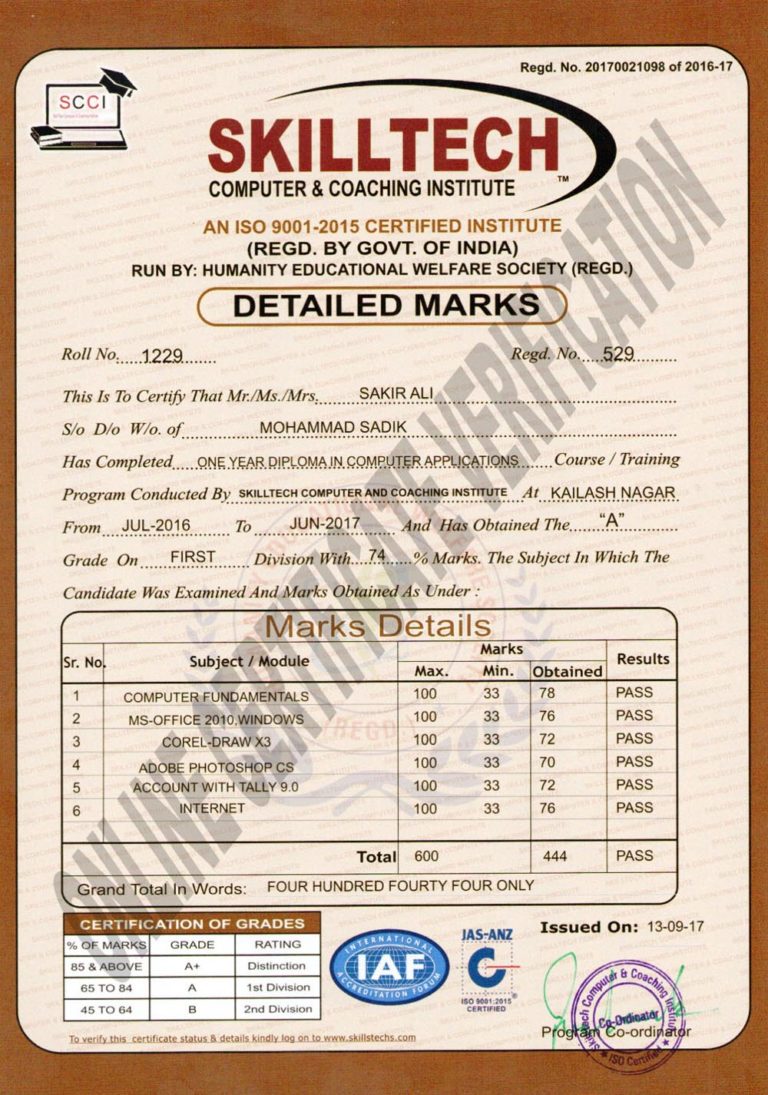 Regd. No. 20170021098 of 2016-17
SCCI
SKILLTECH
COMPUTER & COACHING INSTITUTE ™
AN ISO 9001-2015 CERTIFIED INSTITUTE
(REGD. BY GOVT. OF INDIA)
RUN BY: HUMANITY EDUCATIONAL WELFARE SOCIETY (REGD.)
DETAILED MARKS
Roll No. 1229 Regd. No. 529
This Is To Certify That Mr./Ms./Mrs. SAKIR ALI
S/o D/o W/o. of MOHAMMAD SADIK
Has Completed ONE YEAR DIPLOMA IN COMPUTER APPLICATIONS Course / Training
Program Conducted By SKILLTECH COMPUTER AND COACHING INSTITUTE At KAILASH NAGAR
From JUL-2016 To JUN-2017 And Has Obtained The "A"
Grade On FIRST Division With 74 % Marks. The Subject In Which The
Candidate Was Examined And Marks Obtained As Under :
Marks Details
Sr. No. Subject / Module Marks Results
Max. Min. Obtained
1 COMPUTER FUNDAMENTALS 100 33 78 PASS
2 MS-OFFICE 2010,WINDOWS 100 33 76 PASS
3 COREL-DRAW X3 100 33 72 PASS
4 ADOBE PHOTOSHOP CS 100 33 70 PASS
5 ACCOUNT WITH TALLY 9.0 100 33 72 PASS
6 INTERNET 100 33 76 PASS
Total 600 444 PASS
Grand Total In Words: FOUR HUNDRED FOURTY FOUR ONLY
CERTIFICATION OF GRADES
% OF MARKS GRADE RATING
85 & ABOVE A+ Distinction
65 TO 84 A 1st Division
45 TO 64 B 2nd Division
INTERNATIONAL
IAF
ACCREDITATION FORUM
JAS-ANZ
C
ISO 9001:2015
CERTIFIED
Issued On: 13-09-17
Skilltech Computer & Coaching Institute
Co-Ordinator
ISO Certified
Program Co-ordinator
To verify this certificate status & details kindly log on to www.skillstechs.com
ONLINE CERTIFICATE VERIFICATION